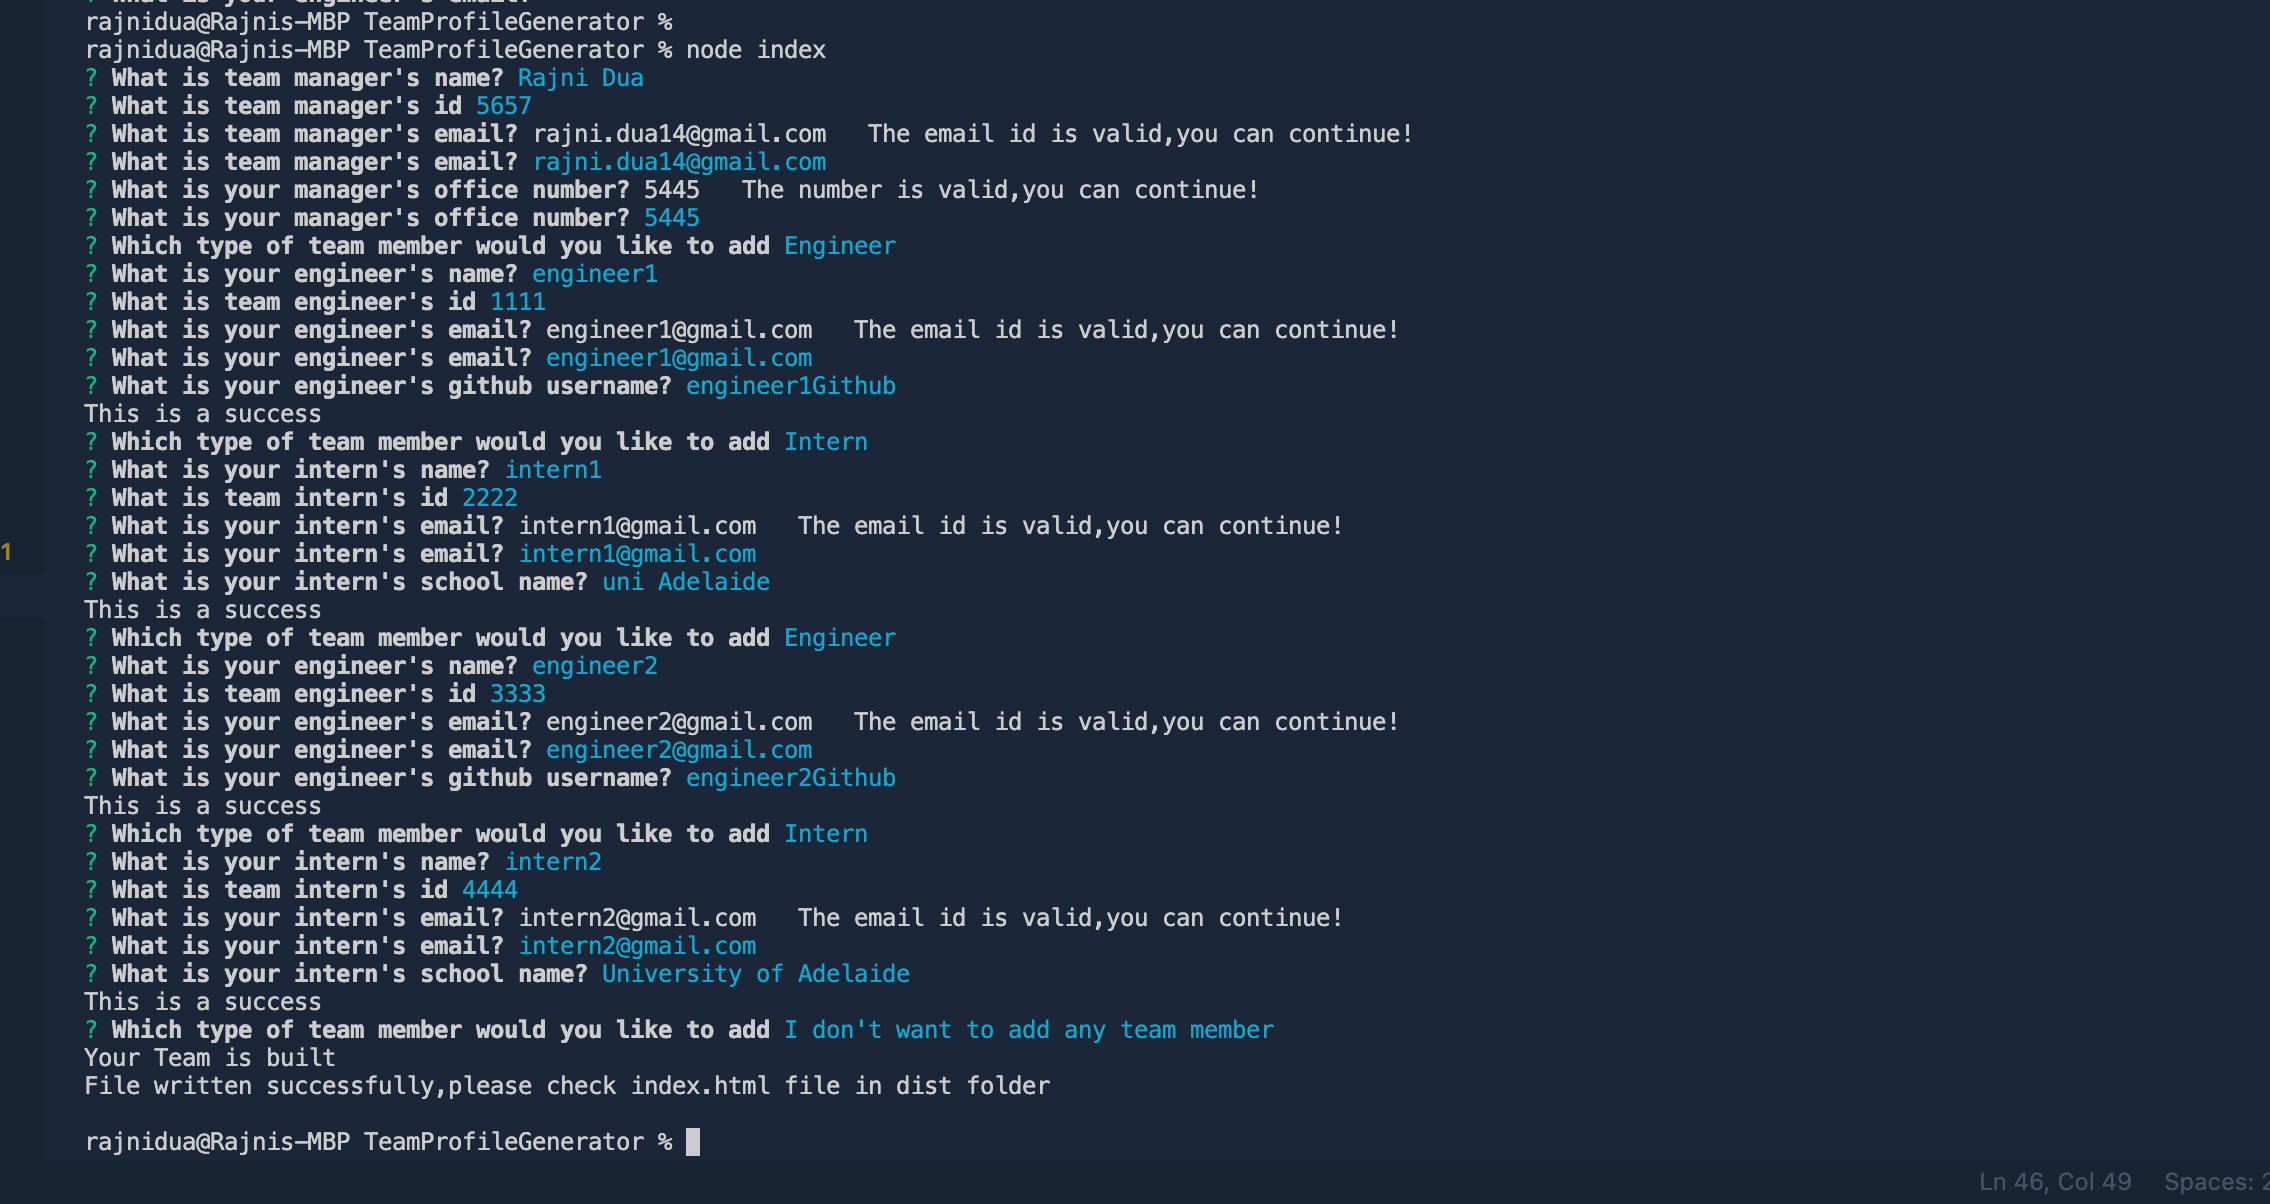 rajnidua@Rajnis-MBP TeamProfileGenerator %
rajnidua@Rajnis-MBP TeamProfileGenerator % node index
? What is team manager's name? Rajni Dua
? What is team manager's id 5657
? What is team manager's email? rajni.dua14@gmail.com   The email id is valid,you can continue!
? What is team manager's email? rajni.dua14@gmail.com
? What is your manager's office number? 5445   The number is valid,you can continue!
? What is your manager's office number? 5445
? Which type of team member would you like to add Engineer
? What is your engineer's name? engineer1
? What is team engineer's id 1111
? What is your engineer's email? engineer1@gmail.com   The email id is valid,you can continue!
? What is your engineer's email? engineer1@gmail.com
? What is your engineer's github username? engineer1Github
This is a success
? Which type of team member would you like to add Intern
? What is your intern's name? intern1
? What is team intern's id 2222
? What is your intern's email? intern1@gmail.com   The email id is valid,you can continue!
1
? What is your intern's email? intern1@gmail.com
? What is your intern's school name? uni Adelaide
This is a success
? Which type of team member would you like to add Engineer
? What is your engineer's name? engineer2
? What is team engineer's id 3333
? What is your engineer's email? engineer2@gmail.com   The email id is valid,you can continue!
? What is your engineer's email? engineer2@gmail.com
? What is your engineer's github username? engineer2Github
This is a success
? Which type of team member would you like to add Intern
? What is your intern's name? intern2
? What is team intern's id 4444
? What is your intern's email? intern2@gmail.com   The email id is valid,you can continue!
? What is your intern's email? intern2@gmail.com
? What is your intern's school name? University of Adelaide
This is a success
? Which type of team member would you like to add I don't want to add any team member
Your Team is built
File written successfully,please check index.html file in dist folder
rajnidua@Rajnis-MBP TeamProfileGenerator %
Ln 46, Col 49   Spaces: